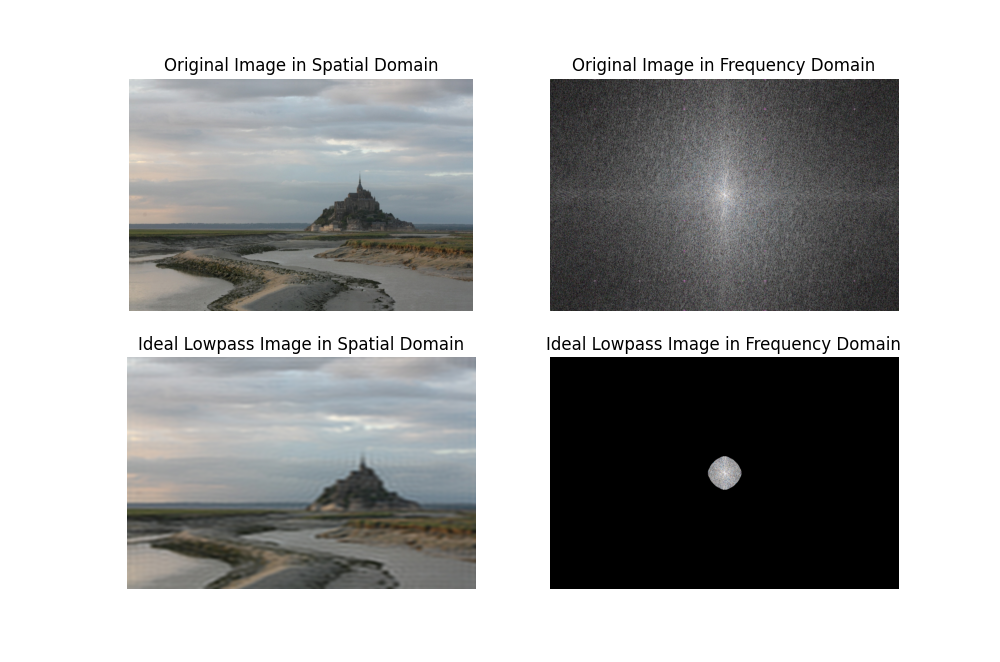 Original Image in Spatial Domain
Original Image in Frequency Domain
Ideal Lowpass Image in Spatial Domain
Ideal Lowpass Image in Frequency Domain